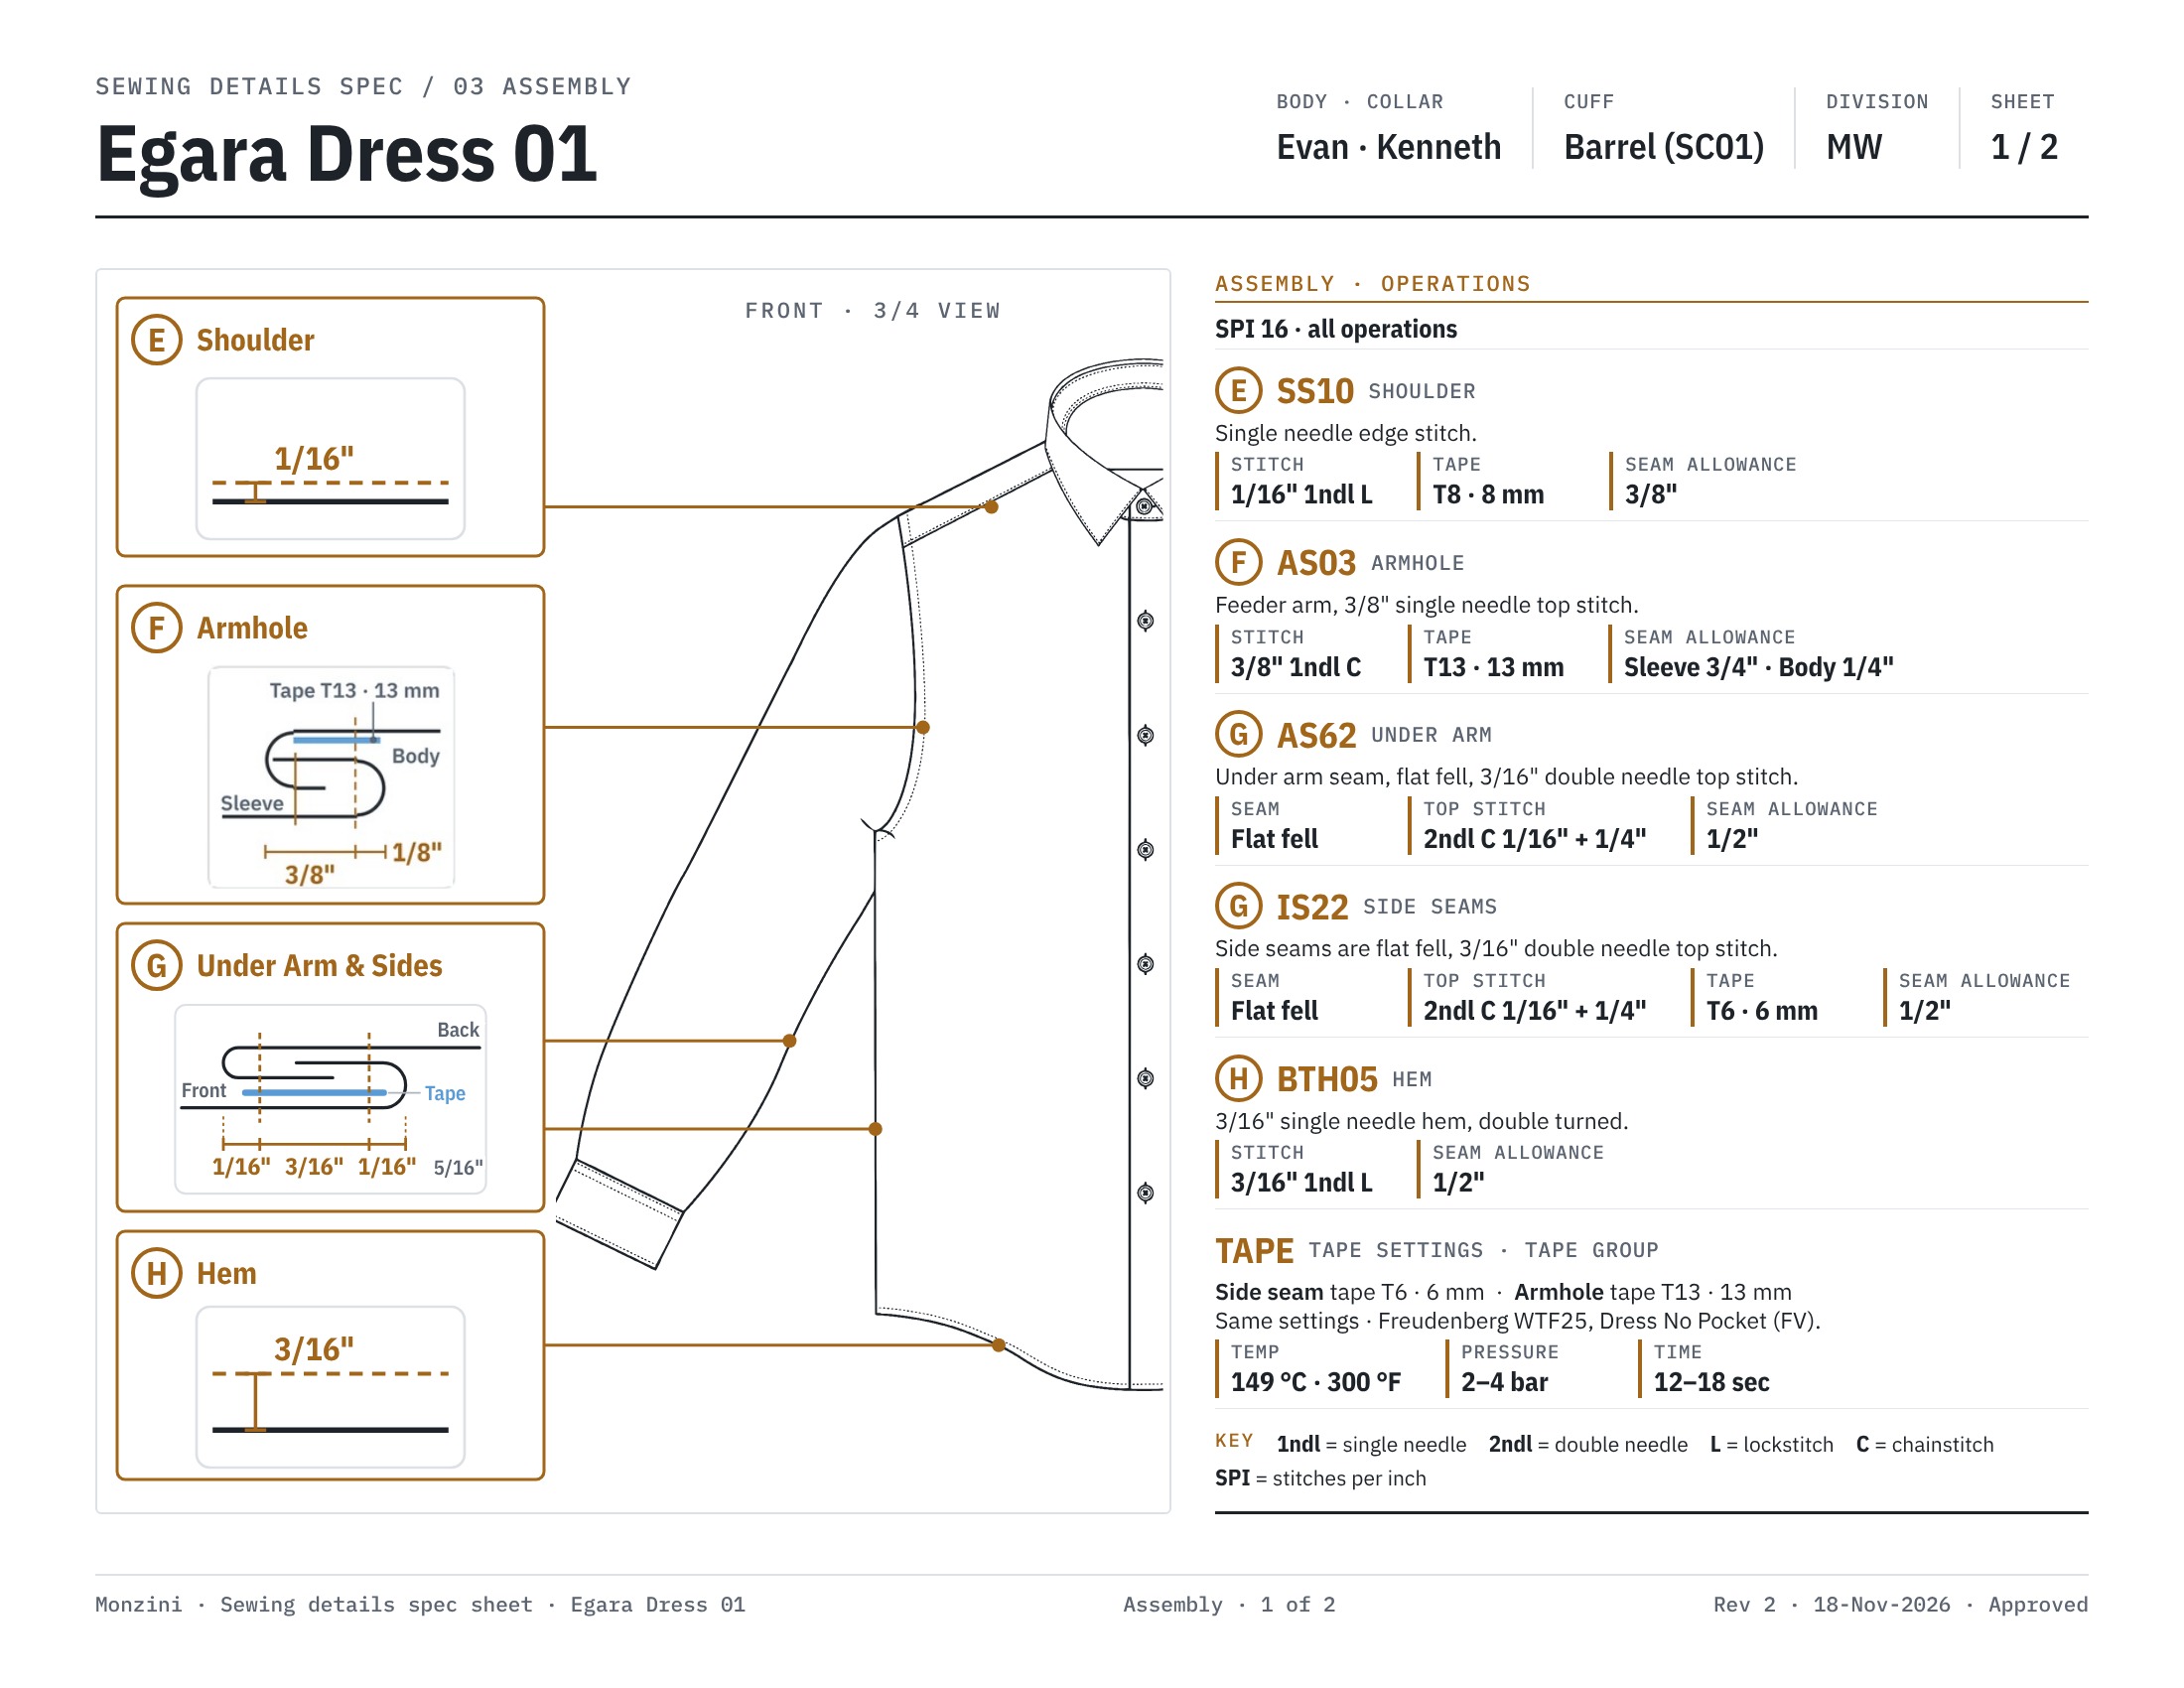 SEWING DETAILS SPEC / 03 ASSEMBLY
Egara Dress 01
BODY · COLLAR
Evan · Kenneth
CUFF
Barrel (SC01)
DIVISION
MW
SHEET
1 / 2
FRONT · 3/4 VIEW
E Shoulder
1/16"
F Armhole
Tape T13 · 13 mm
Body
Sleeve
1/8"
3/8"
G Under Arm & Sides
Back
Front
Tape
1/16" 3/16" 1/16" 5/16"
H Hem
3/16"
ASSEMBLY · OPERATIONS
SPI 16 · all operations
E SS10 SHOULDER
Single needle edge stitch.
STITCH TAPE SEAM ALLOWANCE
1/16" 1ndl L T8 · 8 mm 3/8"
F AS03 ARMHOLE
Feeder arm, 3/8" single needle top stitch.
STITCH TAPE SEAM ALLOWANCE
3/8" 1ndl C T13 · 13 mm Sleeve 3/4" · Body 1/4"
G AS62 UNDER ARM
Under arm seam, flat fell, 3/16" double needle top stitch.
SEAM TOP STITCH SEAM ALLOWANCE
Flat fell 2ndl C 1/16" + 1/4" 1/2"
G IS22 SIDE SEAMS
Side seams are flat fell, 3/16" double needle top stitch.
SEAM TOP STITCH TAPE SEAM ALLOWANCE
Flat fell 2ndl C 1/16" + 1/4" T6 · 6 mm 1/2"
H BTH05 HEM
3/16" single needle hem, double turned.
STITCH SEAM ALLOWANCE
3/16" 1ndl L 1/2"
TAPE TAPE SETTINGS · TAPE GROUP
Side seam tape T6 · 6 mm · Armhole tape T13 · 13 mm
Same settings · Freudenberg WTF25, Dress No Pocket (FV).
TEMP PRESSURE TIME
149 °C · 300 °F 2–4 bar 12–18 sec
KEY 1ndl = single needle 2ndl = double needle L = lockstitch C = chainstitch
SPI = stitches per inch
Monzini · Sewing details spec sheet · Egara Dress 01
Assembly · 1 of 2
Rev 2 · 18-Nov-2026 · Approved